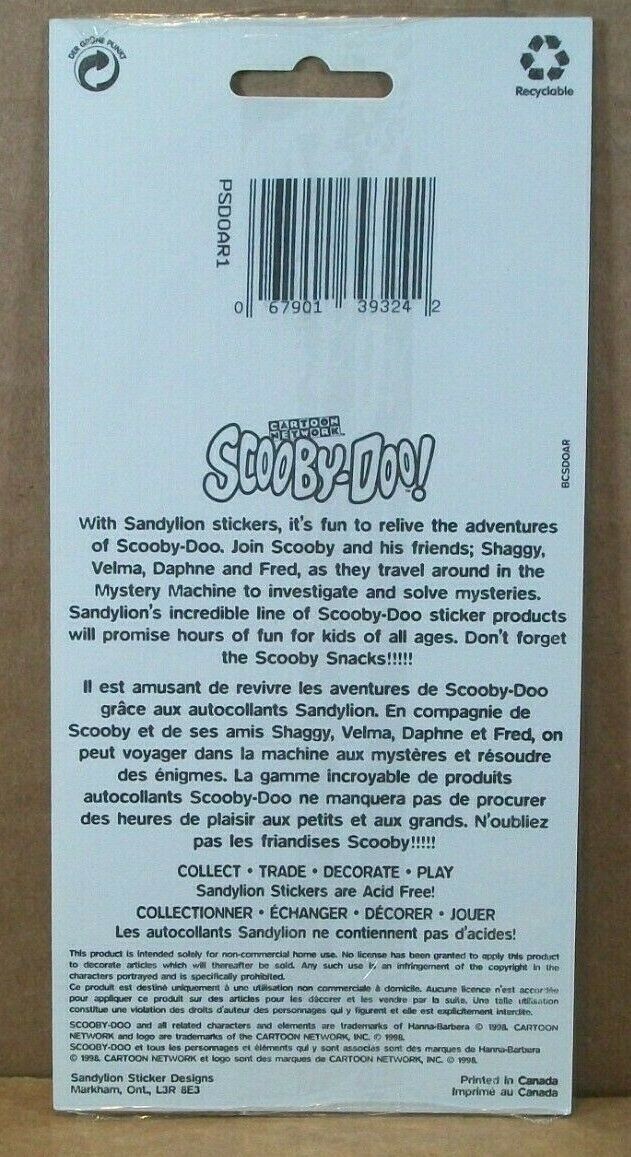 DER GRÜNE PUNKT
Recyclable
PSDOAR1
0 67901 39324 2
CARTOON
NETWORK
SCOOBY-DOO!
BCSDOAR
With Sandylion stickers, it's fun to relive the adventures
of Scooby-Doo. Join Scooby and his friends; Shaggy,
Velma, Daphne and Fred, as they travel around in the
Mystery Machine to investigate and solve mysteries.
Sandylion's incredible line of Scooby-Doo sticker products
will promise hours of fun for kids of all ages. Don't forget
the Scooby Snacks!!!!!
Il est amusant de revivre les aventures de Scooby-Doo
grâce aux autocollants Sandylion. En compagnie de
Scooby et de ses amis Shaggy, Velma, Daphne et Fred, on
peut voyager dans la machine aux mystères et résoudre
des énigmes. La gamme incroyable de produits
autocollants Scooby-Doo ne manquera pas de procurer
des heures de plaisir aux petits et aux grands. N'oubliez
pas les friandises Scooby!!!!!
COLLECT • TRADE • DECORATE • PLAY
Sandylion Stickers are Acid Free!
COLLECTIONNER • ÉCHANGER • DÉCORER • JOUER
Les autocollants Sandylion ne contiennent pas d'acides!
This product is intended solely for non-commercial home use. No license has been granted to apply this product
to decorate articles which will thereafter be sold. Any such use is an infringement of the copyright in the
characters portrayed and is specifically prohibited.
Ce produit est destiné uniquement à une utilisation non commerciale à domicile. Aucune licence n'est accordée
pour appliquer ce produit sur des articles pour les décorer et les vendre par la suite. Une telle utilisation
constitue une violation des droits d'auteur des personnages qui y figurent et elle est explicitement interdite.
SCOOBY-DOO and all related characters and elements are trademarks of Hanna-Barbera © 1998. CARTOON
NETWORK and logo are trademarks of the CARTOON NETWORK, INC. © 1998.
SCOOBY-DOO et tous les personnages et éléments qui y sont associés sont des marques de Hanna-Barbera
© 1998. CARTOON NETWORK et logo sont des marques de CARTOON NETWORK, INC. © 1998.
Sandylion Sticker Designs
Markham, Ont., L3R 8E3
Printed in Canada
Imprimé au Canada